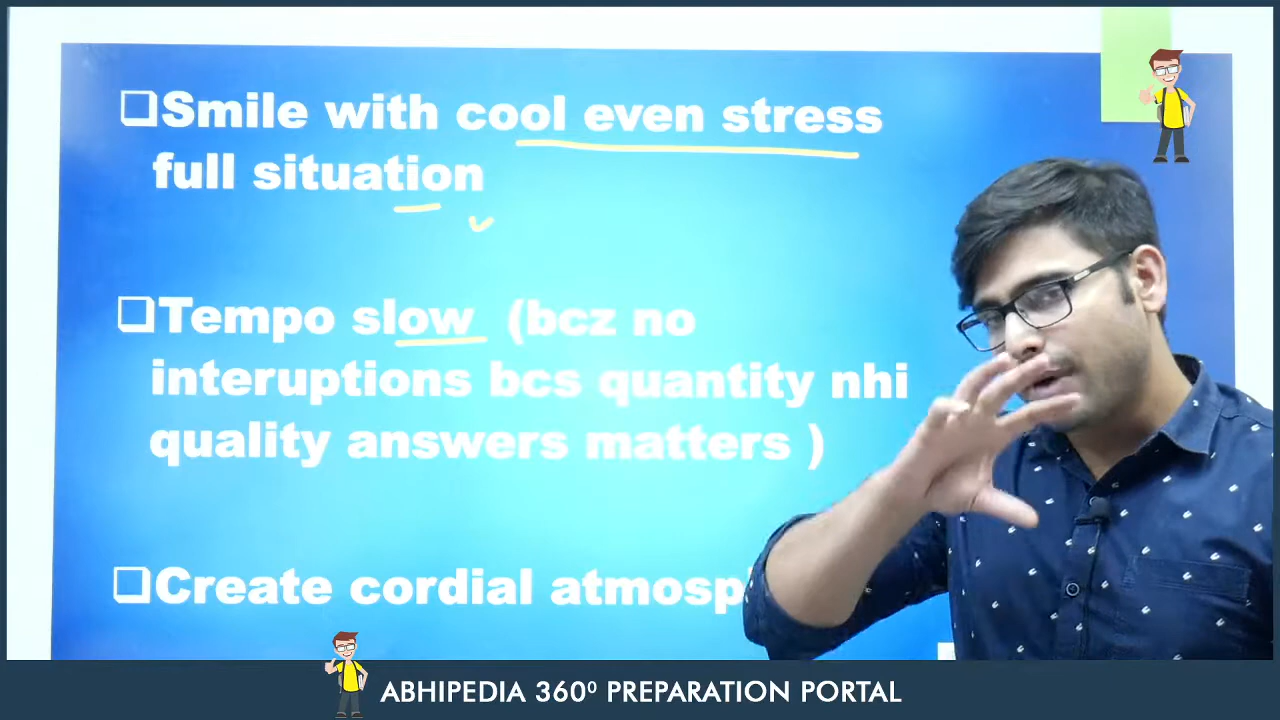 ❑Smile with cool even stress
full situation
❑Tempo slow (bcz no
interuptions bcs quantity nhi
quality answers matters )
❑Create cordial
ABHIPEDIA 360⁰ PREPARATION PORTAL